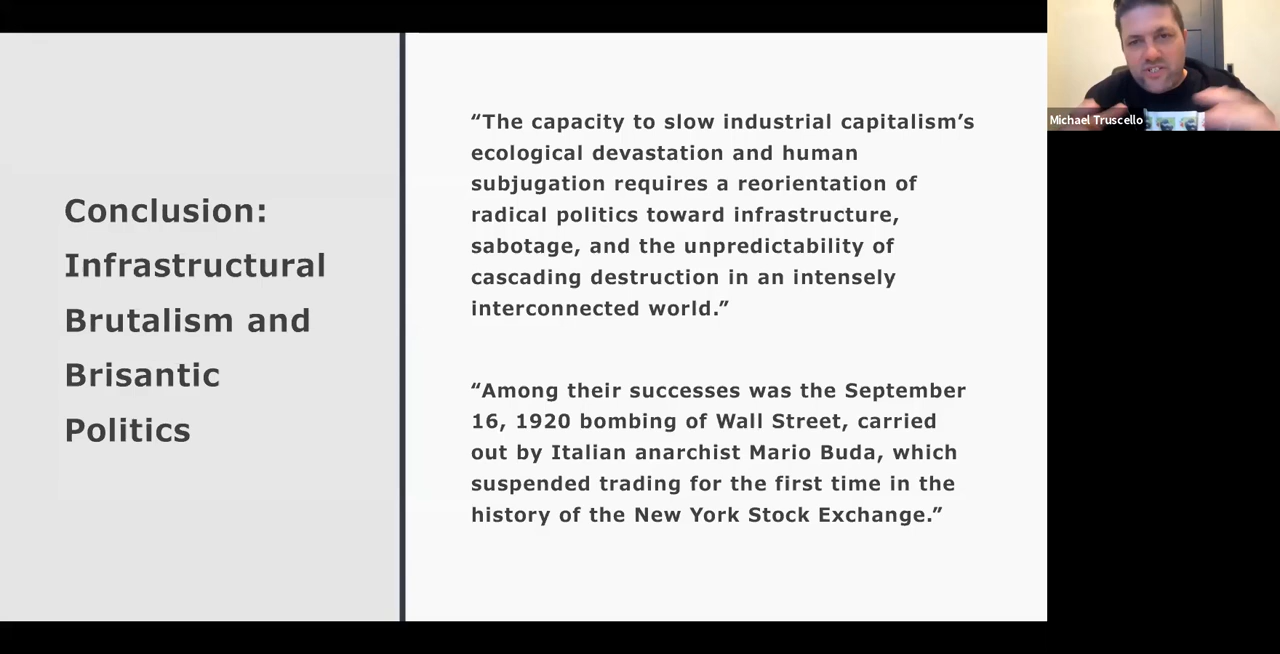 Conclusion:
Infrastructural
Brutalism and
Brisantic
Politics
“The capacity to slow industrial capitalism’s
ecological devastation and human
subjugation requires a reorientation of
radical politics toward infrastructure,
sabotage, and the unpredictability of
cascading destruction in an intensely
interconnected world.”
“Among their successes was the September
16, 1920 bombing of Wall Street, carried
out by Italian anarchist Mario Buda, which
suspended trading for the first time in the
history of the New York Stock Exchange.”
Michael Truscello